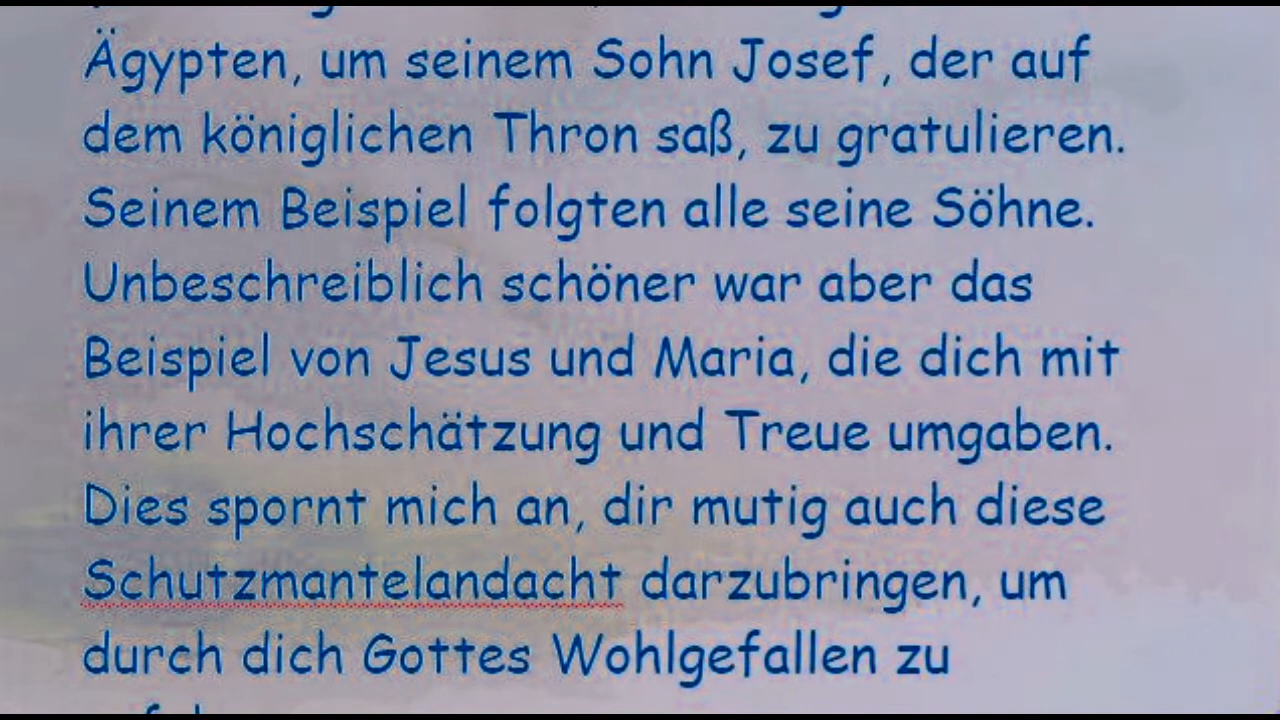 Ägypten, um seinem Sohn Josef, der auf
dem königlichen Thron saß, zu gratulieren.
Seinem Beispiel folgten alle seine Söhne.
Unbeschreiblich schöner war aber das
Beispiel von Jesus und Maria, die dich mit
ihrer Hochschätzung und Treue umgaben.
Dies spornt mich an, dir mutig auch diese
Schutzmantelandacht darzubringen, um
durch dich Gottes Wohlgefallen zu